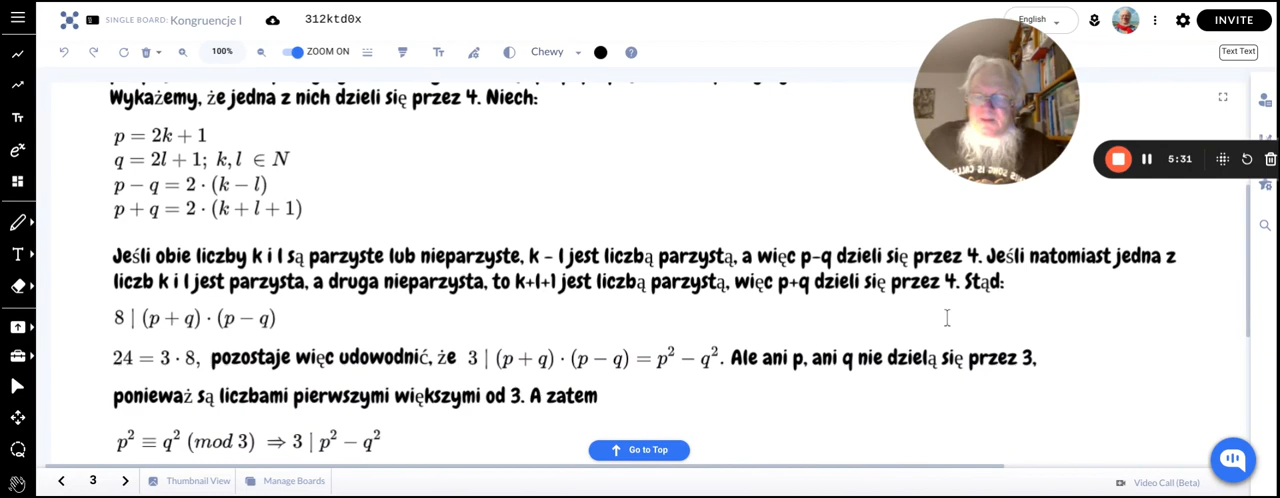 SINGLE BOARD: Kongruencje I
312ktd0x
English
INVITE
100%
ZOOM ON
Chewy
Text Text
Wykażemy, że jedna z nich dzieli się przez 4. Niech:
p = 2k + 1
q = 2l + 1; k, l ∈ N
p − q = 2 · (k − l)
p + q = 2 · (k + l + 1)
5:31
Jeśli obie liczby k i l są parzyste lub nieparzyste, k - l jest liczbą parzystą, a więc p-q dzieli się przez 4. Jeśli natomiast jedna z
liczb k i l jest parzysta, a druga nieparzysta, to k+l+1 jest liczbą parzystą, więc p+q dzieli się przez 4. Stąd:
8 | (p + q) · (p − q)
24 = 3 · 8, pozostaje więc udowodnić, że 3 | (p + q) · (p − q) = p² − q². Ale ani p, ani q nie dzielą się przez 3,
ponieważ są liczbami pierwszymi większymi od 3. A zatem
p² ≡ q² (mod 3) ⇒ 3 | p² − q²
Go to Top
3
Thumbnail View
Manage Boards
Video Call (Beta)